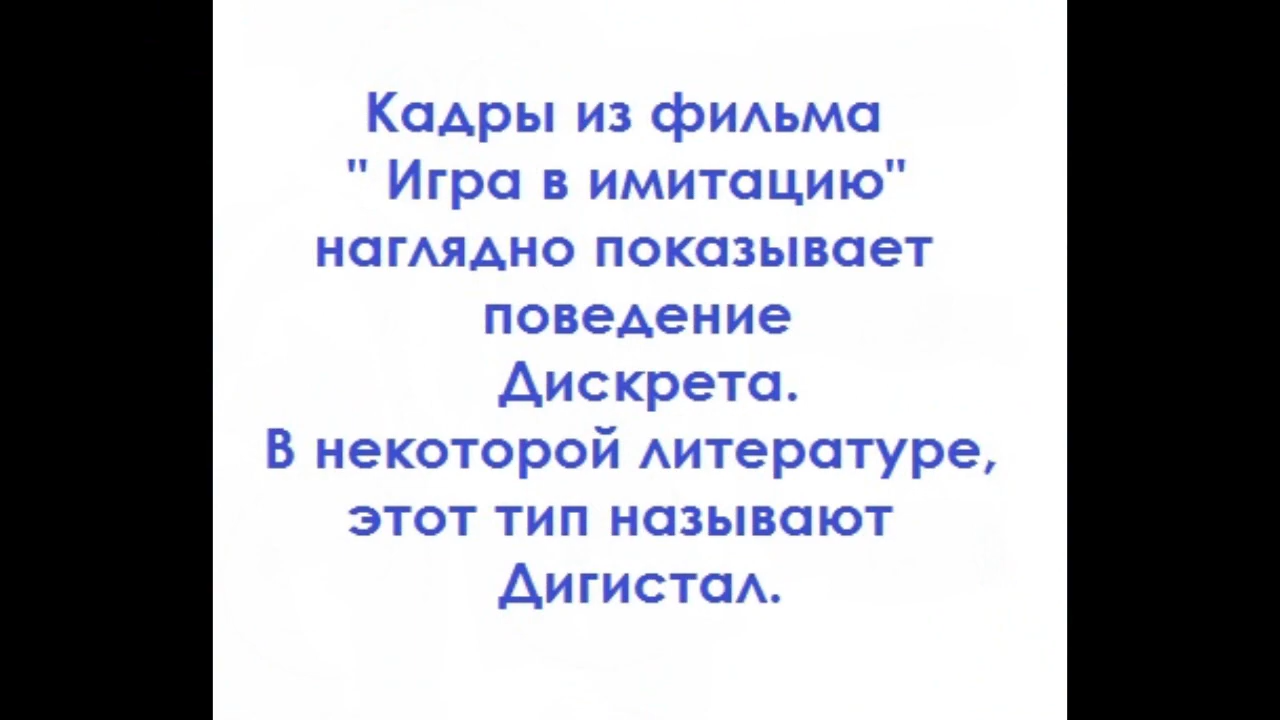 Кадры из фильма
" Игра в имитацию"
наглядно показывает
поведение
Дискрета.
В некоторой литературе,
этот тип называют
Дигистал.